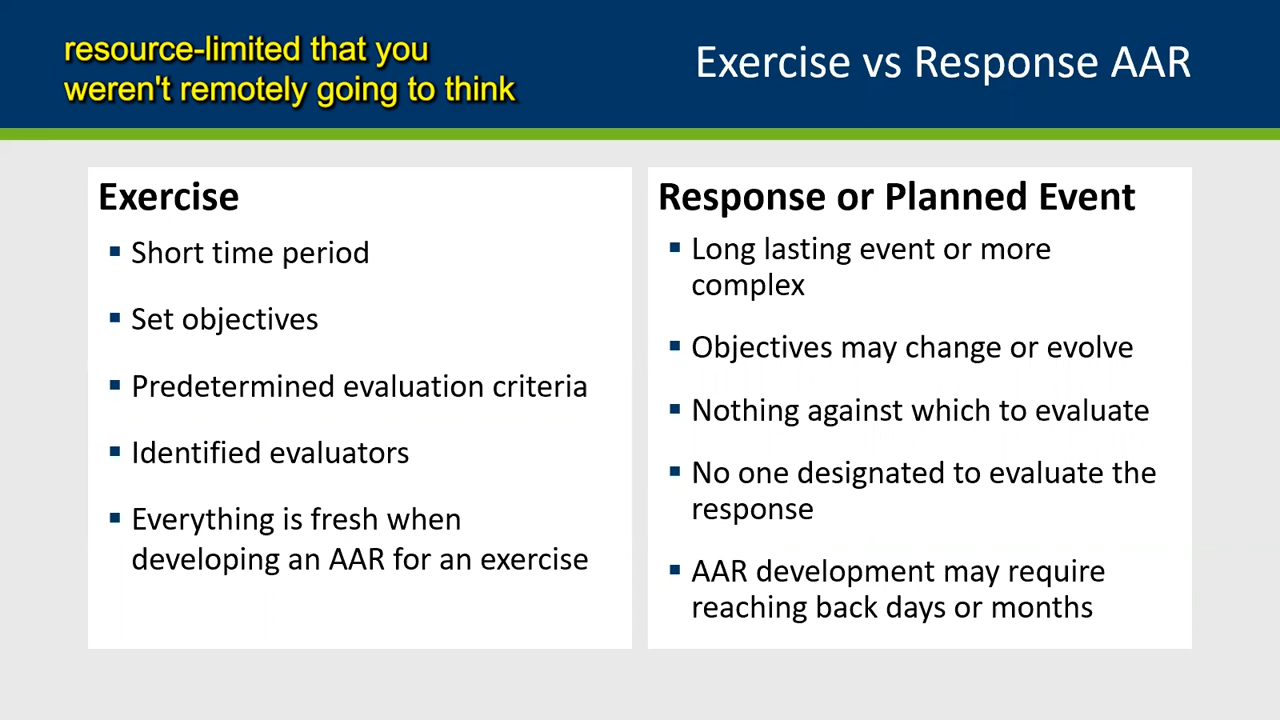 resource-limited that you
weren't remotely going to think
Exercise vs Response AAR
Exercise
▪ Short time period
▪ Set objectives
▪ Predetermined evaluation criteria
▪ Identified evaluators
▪ Everything is fresh when
developing an AAR for an exercise
Response or Planned Event
▪ Long lasting event or more
complex
▪ Objectives may change or evolve
▪ Nothing against which to evaluate
▪ No one designated to evaluate the
response
▪ AAR development may require
reaching back days or months